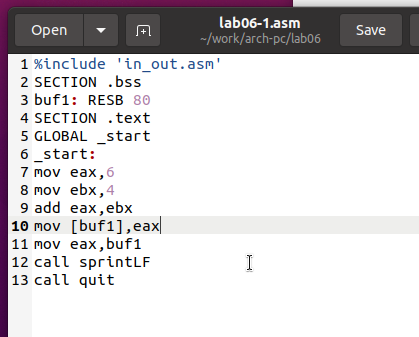 Open
lab06-1.asm
~/work/arch-pc/lab06
Save
1 %include 'in_out.asm'
2 SECTION .bss
3 buf1: RESB 80
4 SECTION .text
5 GLOBAL _start
6 _start:
7 mov eax,6
8 mov ebx,4
9 add eax,ebx
10 mov [buf1],eax
11 mov eax,buf1
12 call sprintLF
13 call quit